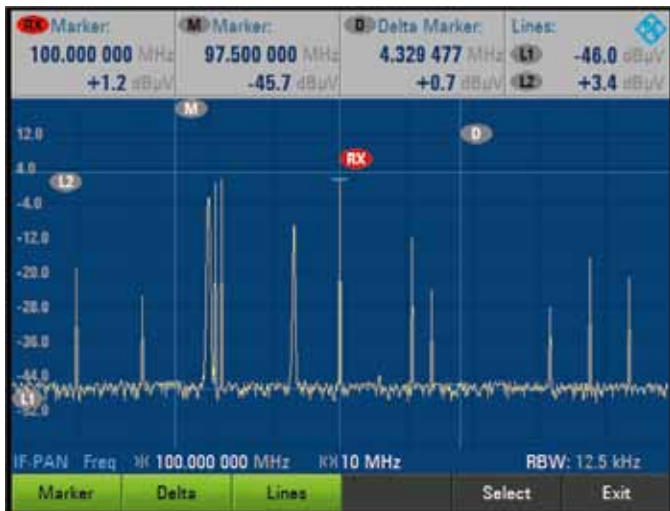 RX Marker: M Marker: D Delta Marker: Lines:
100.000 000 MHz 97.500 000 MHz 4.329 477 MHz L1 -46.0 dBµV
+1.2 dBµV -45.7 dBµV +0.7 dBµV L2 +3.4 dBµV
M
12.0 D
RX
4.0 L2
-4.0
-12.0
-20.0
-28.0
-36.0
-44.0
L1
-52.0
IF-PAN Freq 100.000 000 MHz 10 MHz RBW: 12.5 kHz
Marker Delta Lines Select Exit